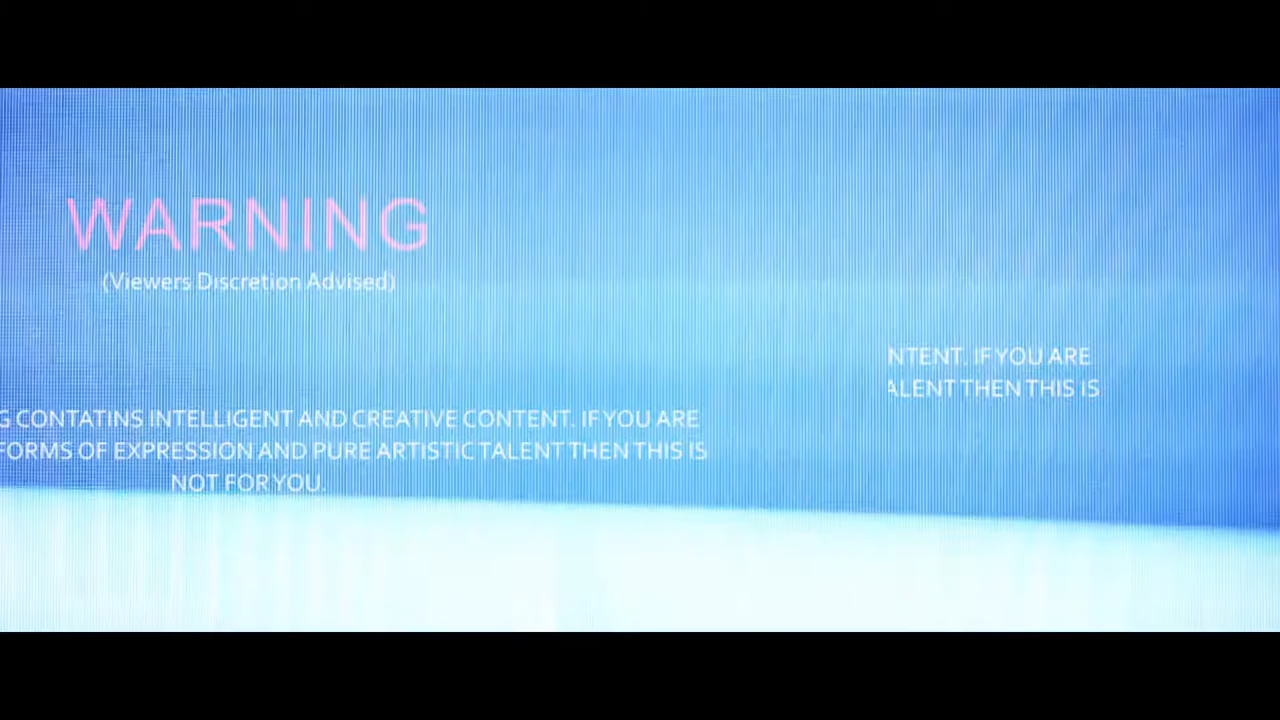 WARNING
(Viewers Discretion Advised)
NTENT. IF YOU ARE
ALENT THEN THIS IS
G CONTATINS INTELLIGENT AND CREATIVE CONTENT. IF YOU ARE
FORMS OF EXPRESSION AND PURE ARTISTIC TALENT THEN THIS IS
NOT FOR YOU.